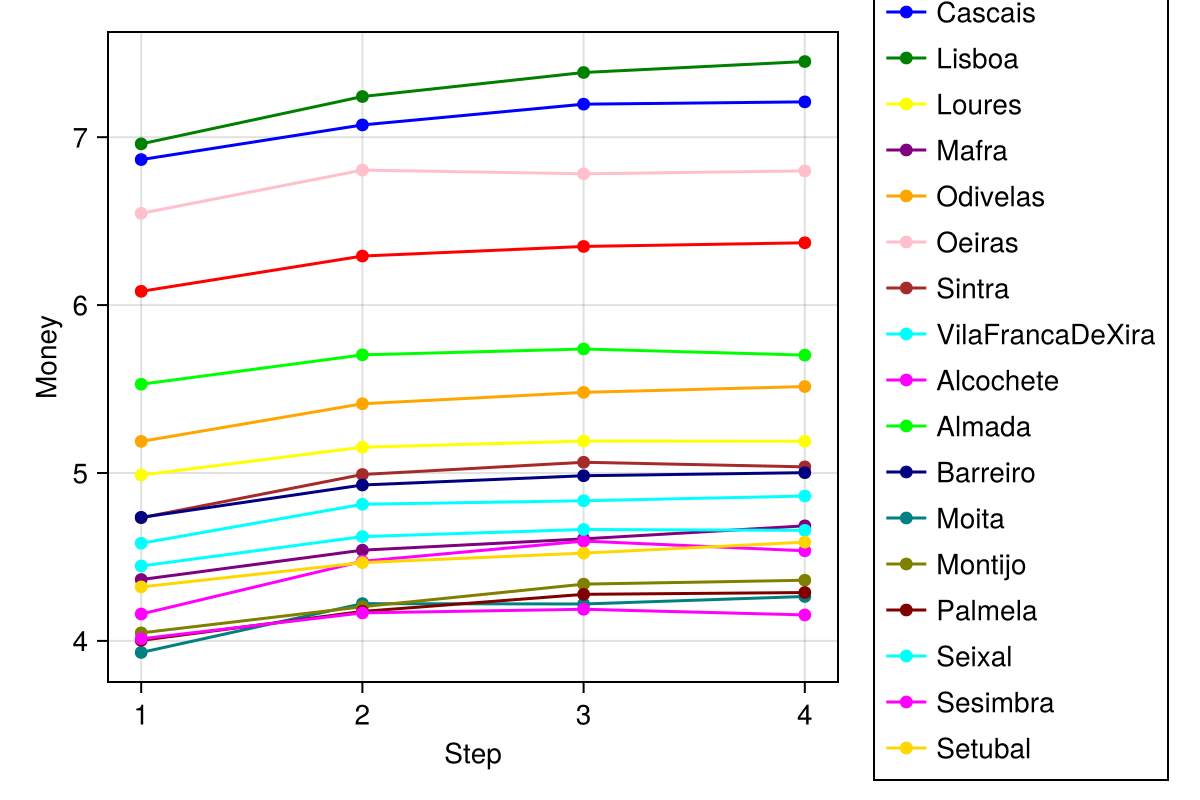 Cascais
Lisboa
Loures
Mafra
Odivelas
Oeiras
Sintra
VilaFrancaDeXira
Alcochete
Almada
Barreiro
Moita
Montijo
Palmela
Seixal
Sesimbra
Setubal
7
6
5
4
Money
1 2 3 4
Step